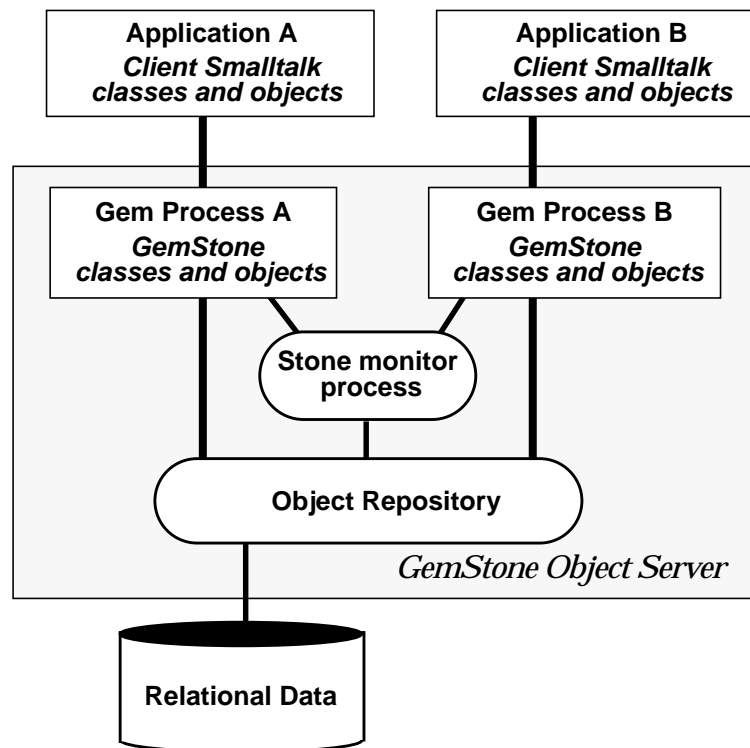 Application A
Client Smalltalk
classes and objects
Application B
Client Smalltalk
classes and objects
Gem Process A
GemStone
classes and objects
Gem Process B
GemStone
classes and objects
Stone monitor
process
Object Repository
GemStone Object Server
Relational Data